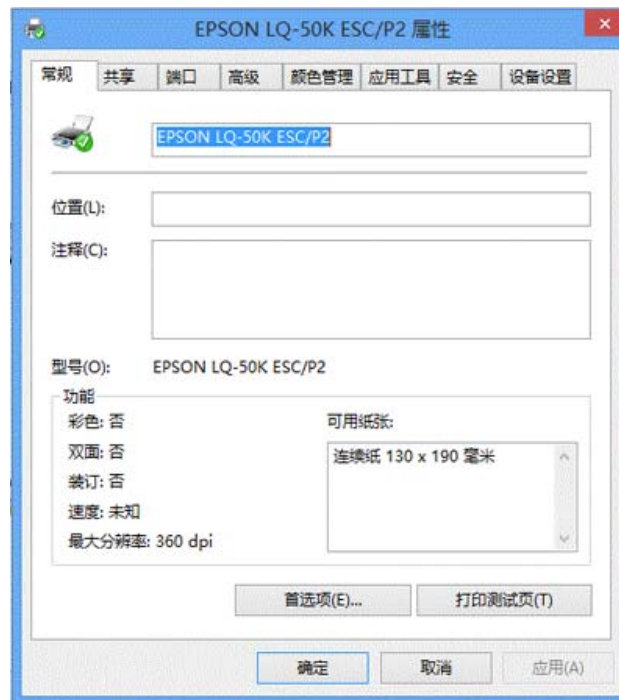 EPSON LQ-50K ESC/P2 属性
常规 共享 端口 高级 颜色管理 应用工具 安全 设备设置
EPSON LQ-50K ESC/P2
位置(L):
注释(C):
型号(O): EPSON LQ-50K ESC/P2
功能
彩色: 否 可用纸张:
双面: 否 连续纸 130 x 190 毫米
装订: 否
速度: 未知
最大分辨率: 360 dpi
首选项(E)... 打印测试页(T)
确定 取消 应用(A)